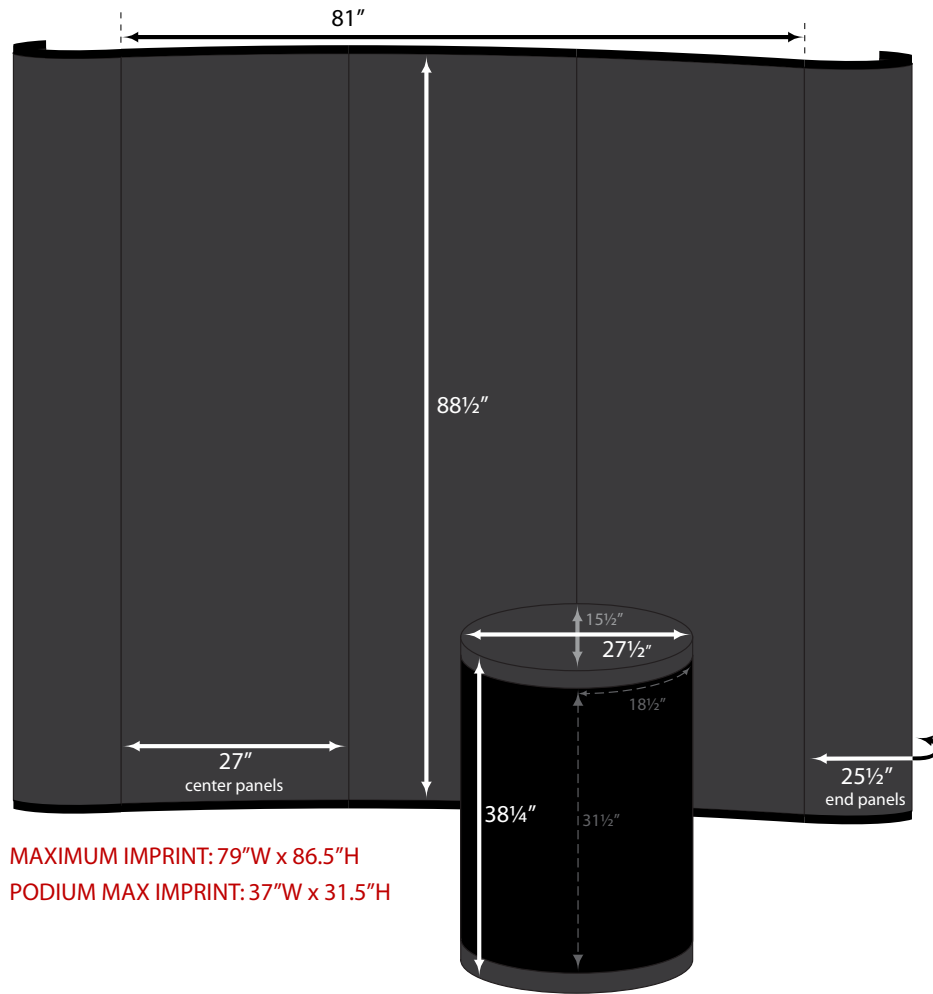 81″
88½″
15½″
27½″
18½″
27″
center panels
25½″
end panels
38¼″
31½″
MAXIMUM IMPRINT: 79″W x 86.5″H
PODIUM MAX IMPRINT: 37″W x 31.5″H